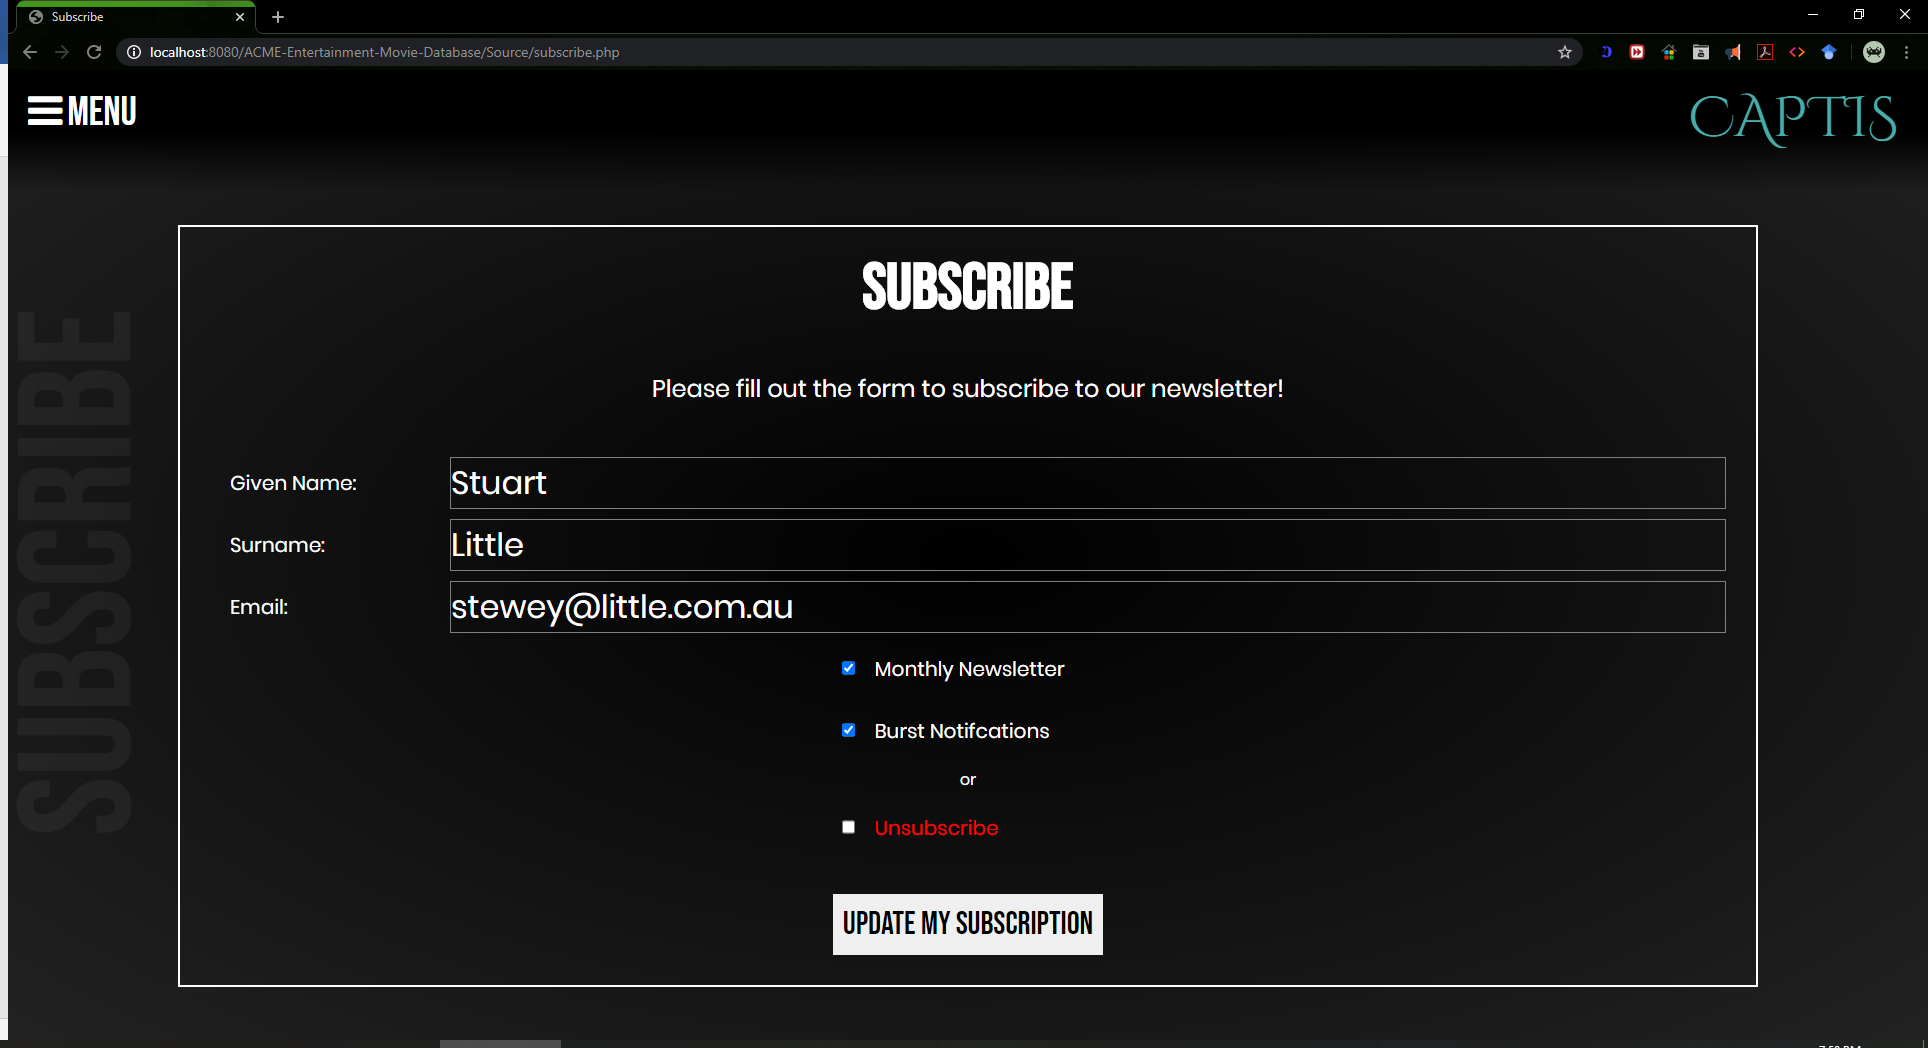 Subscribe
localhost:8080/ACME-Entertainment-Movie-Database/Source/subscribe.php
MENU
CAPTIS
SUBSCRIBE
SUBSCRIBE
Please fill out the form to subscribe to our newsletter!
Given Name: Stuart
Surname: Little
Email: stewey@little.com.au
Monthly Newsletter
Burst Notifcations
or
Unsubscribe
UPDATE MY SUBSCRIPTION